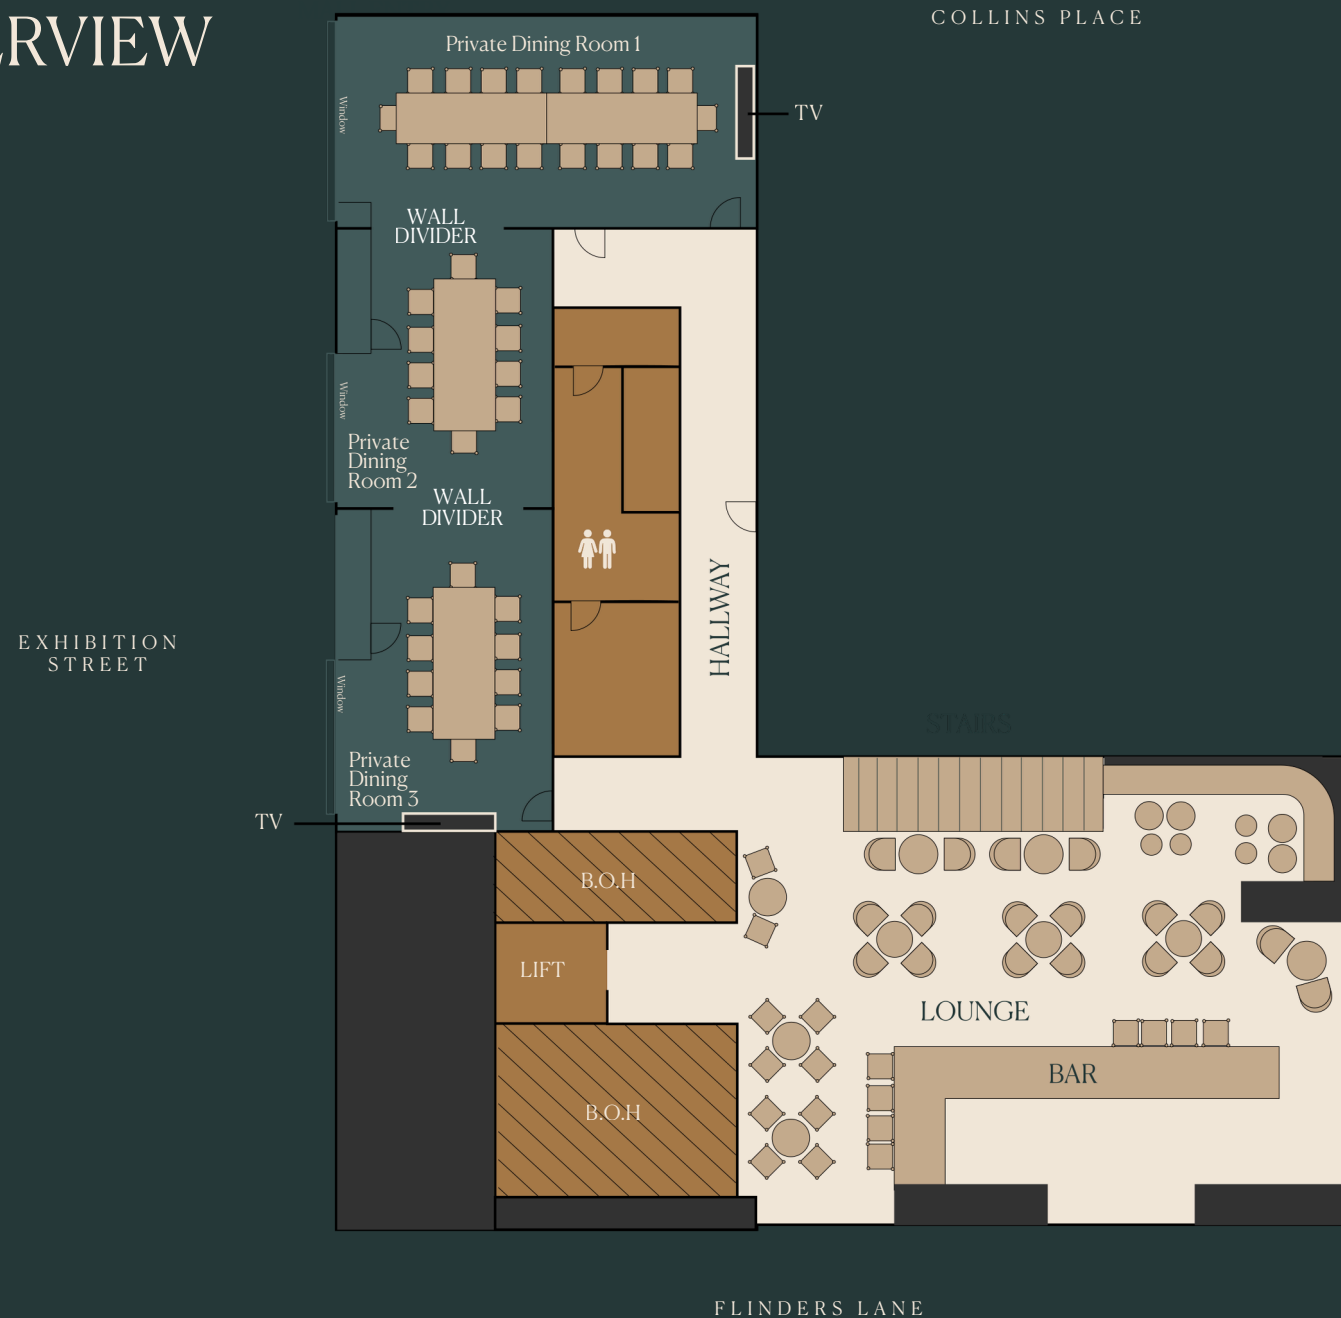 ERVIEW
COLLINS PLACE
Private Dining Room 1
Window
TV
WALL
DIVIDER
Window
Private
Dining
Room 2
WALL
DIVIDER
HALLWAY
EXHIBITION
STREET
Window
STAIRS
Private
Dining
Room 3
TV
B.O.H
LIFT
LOUNGE
BAR
B.O.H
FLINDERS LANE